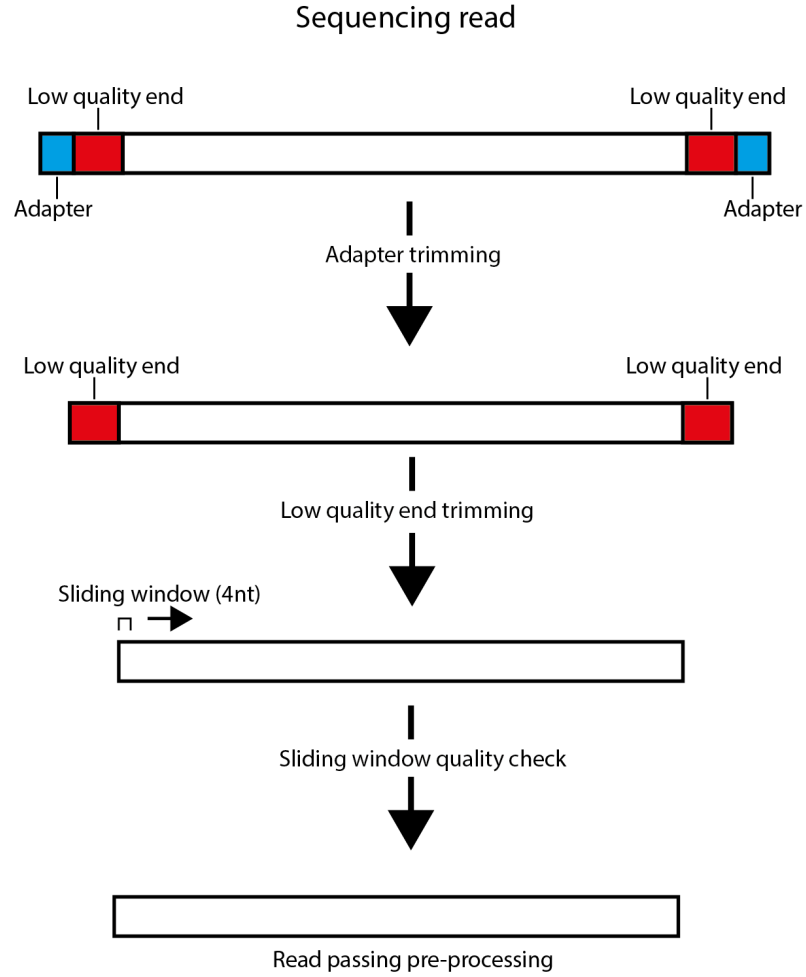 Sequencing read
Low quality end
Low quality end
Adapter
Adapter
Adapter trimming
Low quality end
Low quality end
Low quality end trimming
Sliding window (4nt)
Sliding window quality check
Read passing pre-processing